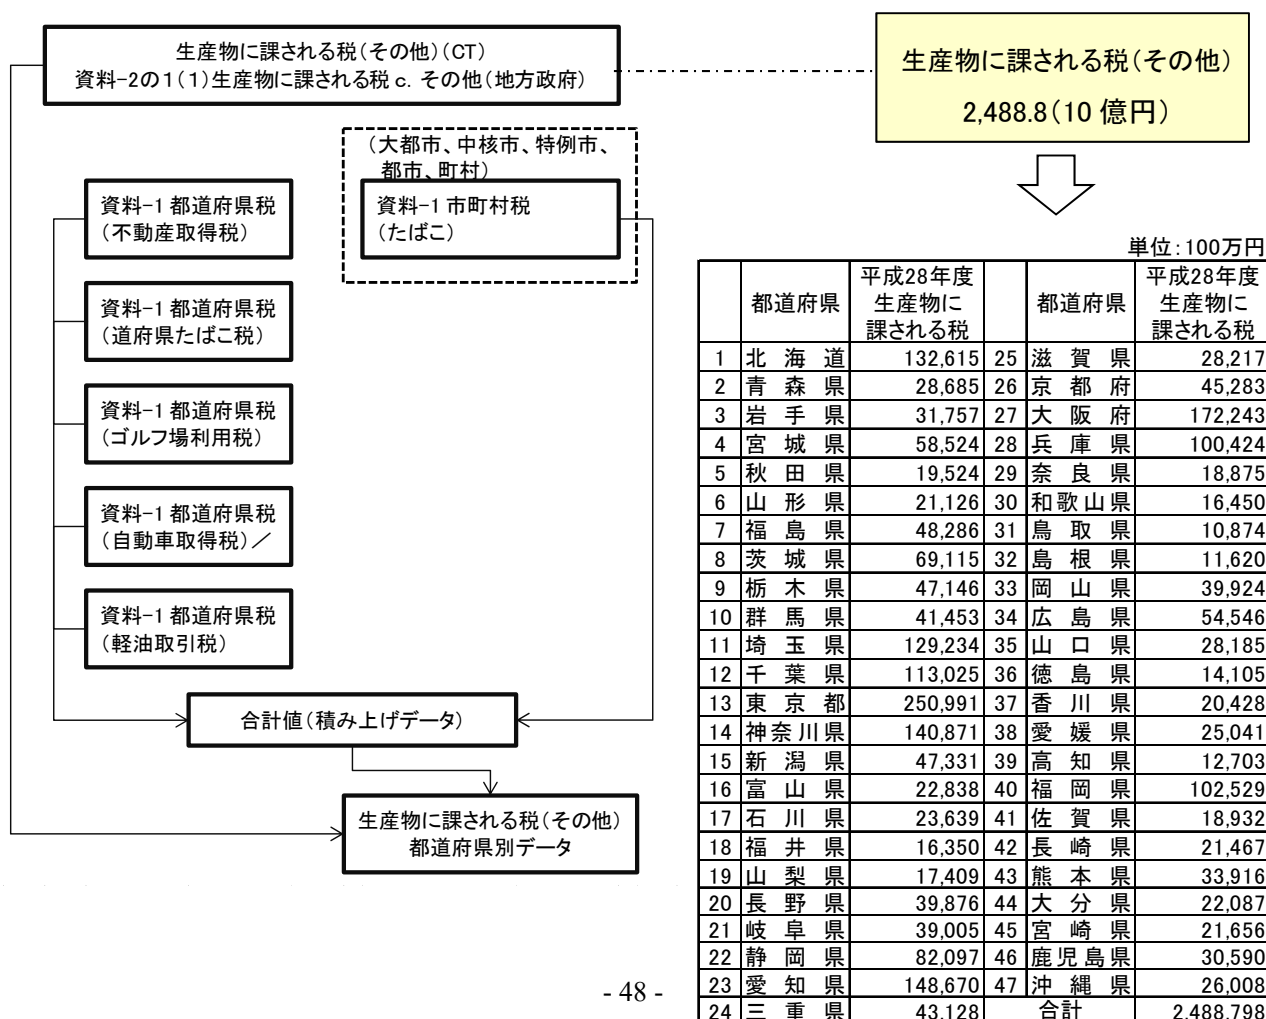 生産物に課される税（その他）（CT）
資料-2の1（1）生産物に課される税 c. その他（地方政府）
生産物に課される税（その他）
2,488.8（10 億円）
（大都市、中核市、特例市、
都市、町村）
資料-1 都道府県税
（不動産取得税）
資料-1 市町村税
（たばこ）
資料-1 都道府県税
（道府県たばこ税）
資料-1 都道府県税
（ゴルフ場利用税）
資料-1 都道府県税
（自動車取得税）／
資料-1 都道府県税
（軽油取引税）
合計値（積み上げデータ）
生産物に課される税（その他）
都道府県別データ
単位：100万円
都道府県 平成28年度 生産物に 課される税 都道府県 平成28年度 生産物に 課される税
1 北海道 132,615 25 滋賀県 28,217
2 青森県 28,685 26 京都府 45,283
3 岩手県 31,757 27 大阪府 172,243
4 宮城県 58,524 28 兵庫県 100,424
5 秋田県 19,524 29 奈良県 18,875
6 山形県 21,126 30 和歌山県 16,450
7 福島県 48,286 31 鳥取県 10,874
8 茨城県 69,115 32 島根県 11,620
9 栃木県 47,146 33 岡山県 39,924
10 群馬県 41,453 34 広島県 54,546
11 埼玉県 129,234 35 山口県 28,185
12 千葉県 113,025 36 徳島県 14,105
13 東京都 250,991 37 香川県 20,428
14 神奈川県 140,871 38 愛媛県 25,041
15 新潟県 47,331 39 高知県 12,703
16 富山県 22,838 40 福岡県 102,529
17 石川県 23,639 41 佐賀県 18,932
18 福井県 16,350 42 長崎県 21,467
19 山梨県 17,409 43 熊本県 33,916
20 長野県 39,876 44 大分県 22,087
21 岐阜県 39,005 45 宮崎県 21,656
22 静岡県 82,097 46 鹿児島県 30,590
23 愛知県 148,670 47 沖縄県 26,008
24 三重県 43,128 合計 2,488,798
- 48 -